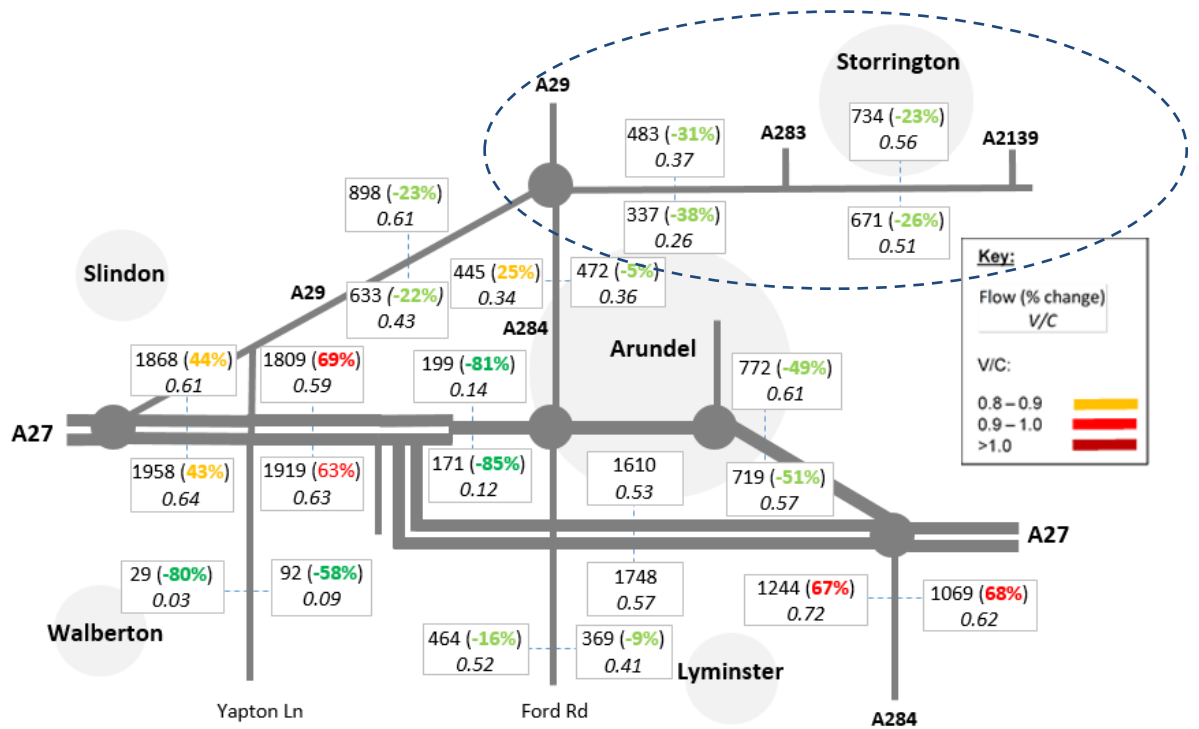 Storrington
A29
483 (-31%)
0.37
A283
734 (-23%)
0.56
A2139
898 (-23%)
0.61
337 (-38%)
0.26
671 (-26%)
0.51
Slindon
A29
633 (-22%)
0.43
445 (25%)
0.34
472 (-5%)
0.36
A284
Key:
Flow (% change)
V/C
V/C:
0.8 – 0.9
0.9 – 1.0
>1.0
Arundel
1868 (44%)
0.61
1809 (69%)
0.59
199 (-81%)
0.14
772 (-49%)
0.61
A27
1958 (43%)
0.64
1919 (63%)
0.63
171 (-85%)
0.12
1610
0.53
719 (-51%)
0.57
A27
29 (-80%)
0.03
92 (-58%)
0.09
1748
0.57
1244 (67%)
0.72
1069 (68%)
0.62
Walberton
464 (-16%)
0.52
369 (-9%)
0.41
Lyminster
Yapton Ln
Ford Rd
A284